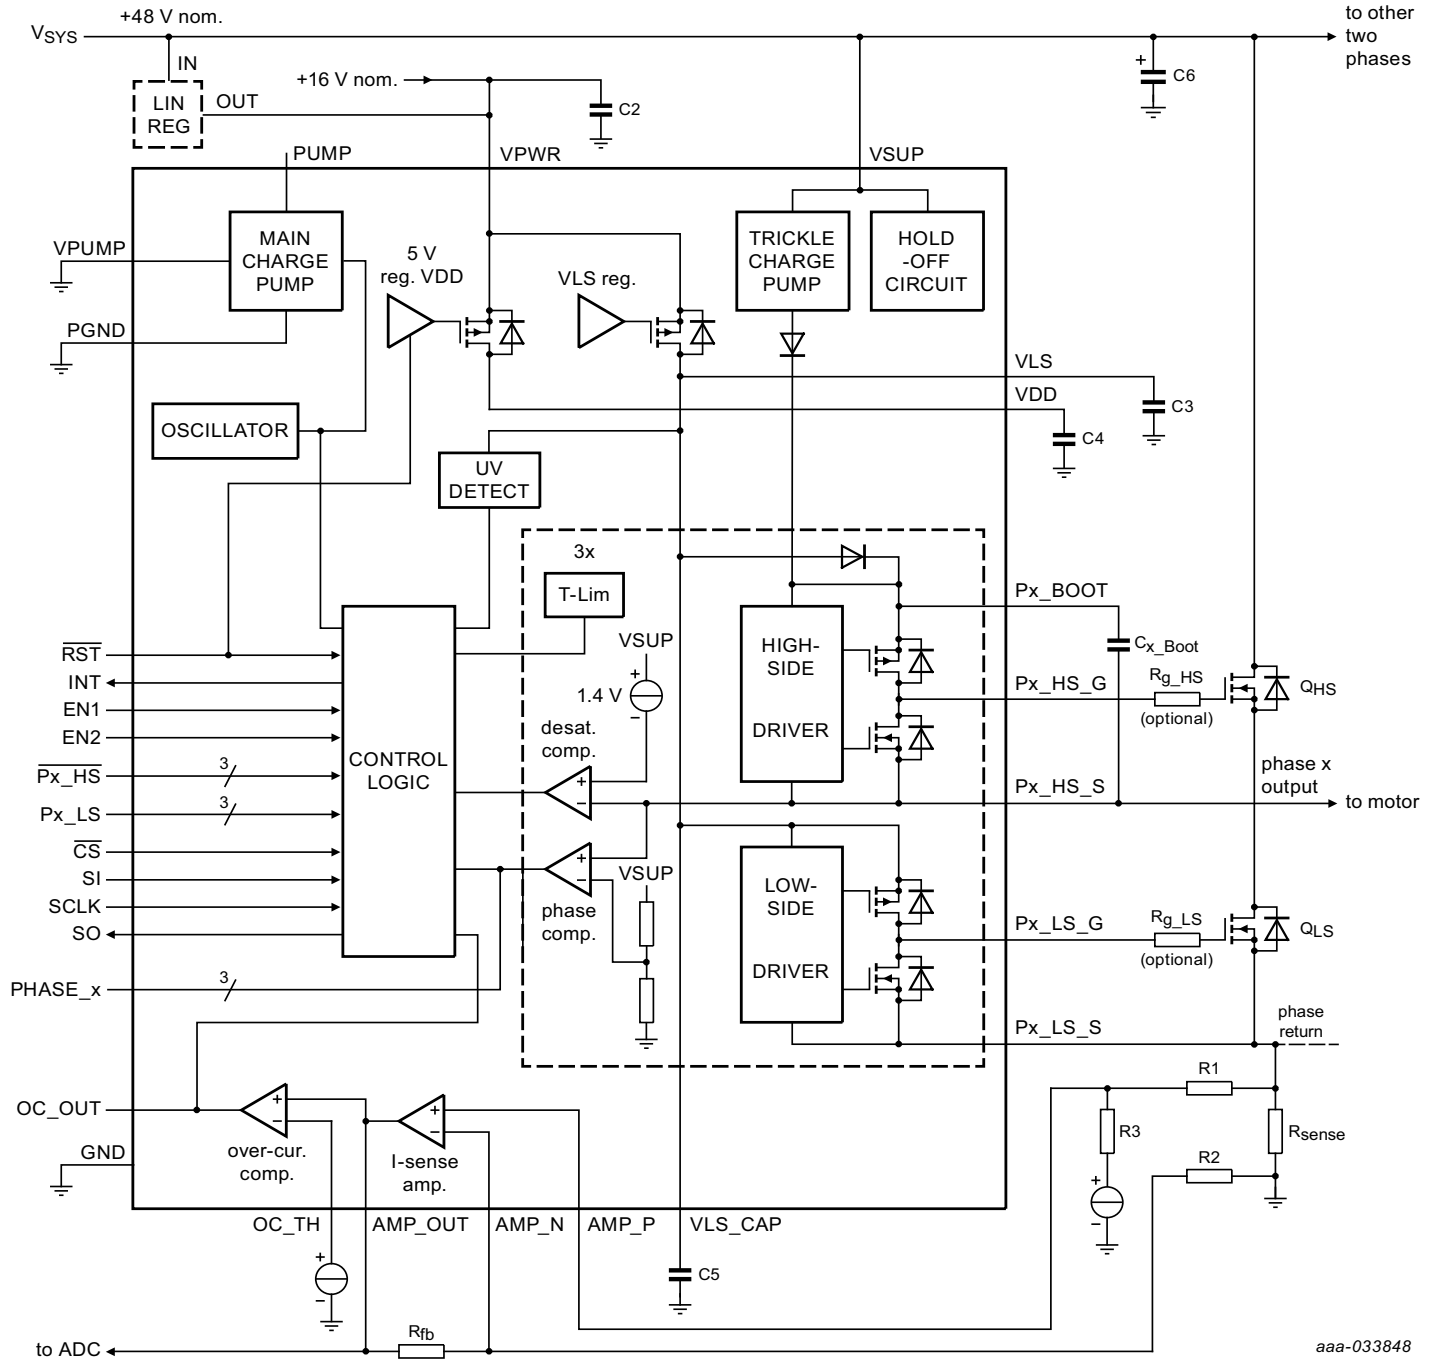 +48 V nom.
to other
two
phases
VSYS
IN
+16 V nom.
C6
LIN
REG
OUT
C2
PUMP
VPWR
VSUP
MAIN
CHARGE
PUMP
VPUMP
5 V
reg. VDD
VLS reg.
TRICKLE
CHARGE
PUMP
HOLD
-OFF
CIRCUIT
PGND
VLS
VDD
C3
C4
OSCILLATOR
UV
DETECT
3x
T-Lim
Px_BOOT
VSUP
+
1.4 V
−
HIGH-
SIDE
DRIVER
Cx_Boot
RST
INT
EN1
EN2
Px_HS
3
Px_LS
3
CS
SI
SCLK
SO
PHASE_x
3
CONTROL
LOGIC
desat.
comp.
+
−
Px_HS_G
Rg_HS
(optional)
QHS
Px_HS_S
phase x
output
to motor
+
−
VSUP
phase
comp.
LOW-
SIDE
DRIVER
Px_LS_G
Rg_LS
(optional)
QLS
Px_LS_S
phase
return
R1
OC_OUT
+
−
over-cur.
comp.
+
−
I-sense
amp.
R3
Rsense
R2
+
−
GND
OC_TH
AMP_OUT
AMP_N
AMP_P
VLS_CAP
+
−
C5
Rfb
to ADC
aaa-033848